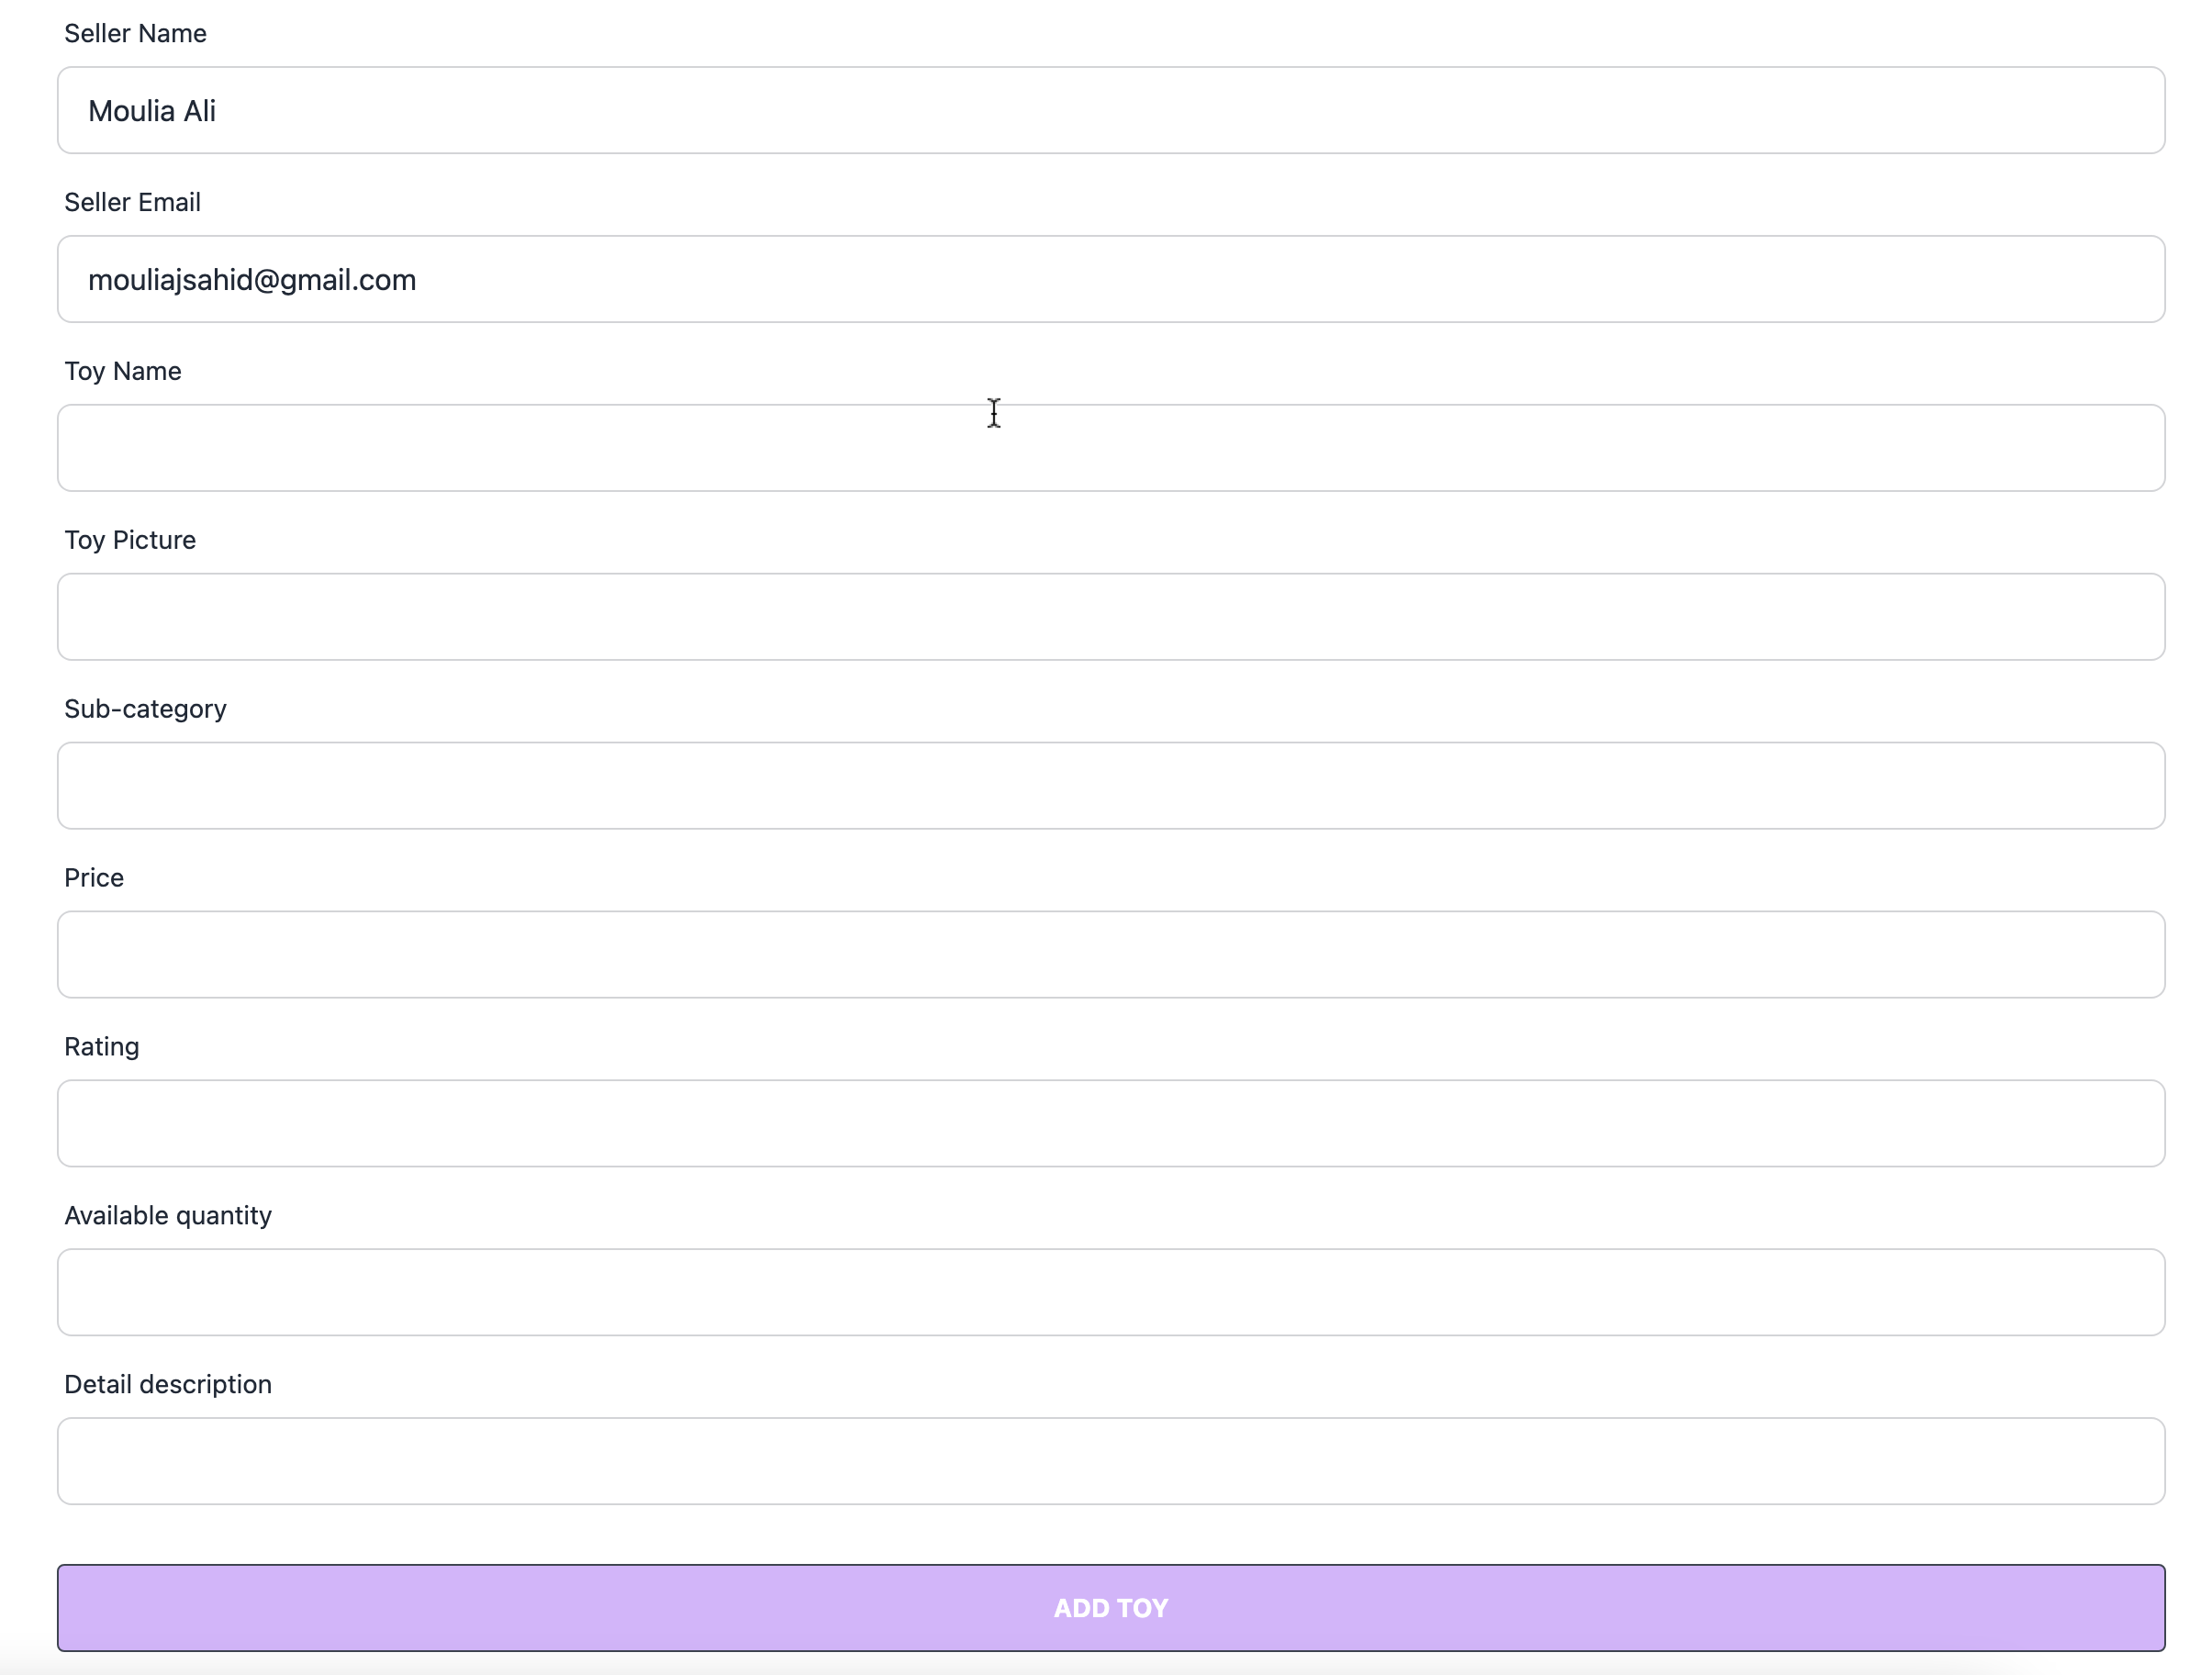 Seller Name
Moulia Ali
Seller Email
mouliajsahid@gmail.com
Toy Name
Toy Picture
Sub-category
Price
Rating
Available quantity
Detail description
ADD TOY